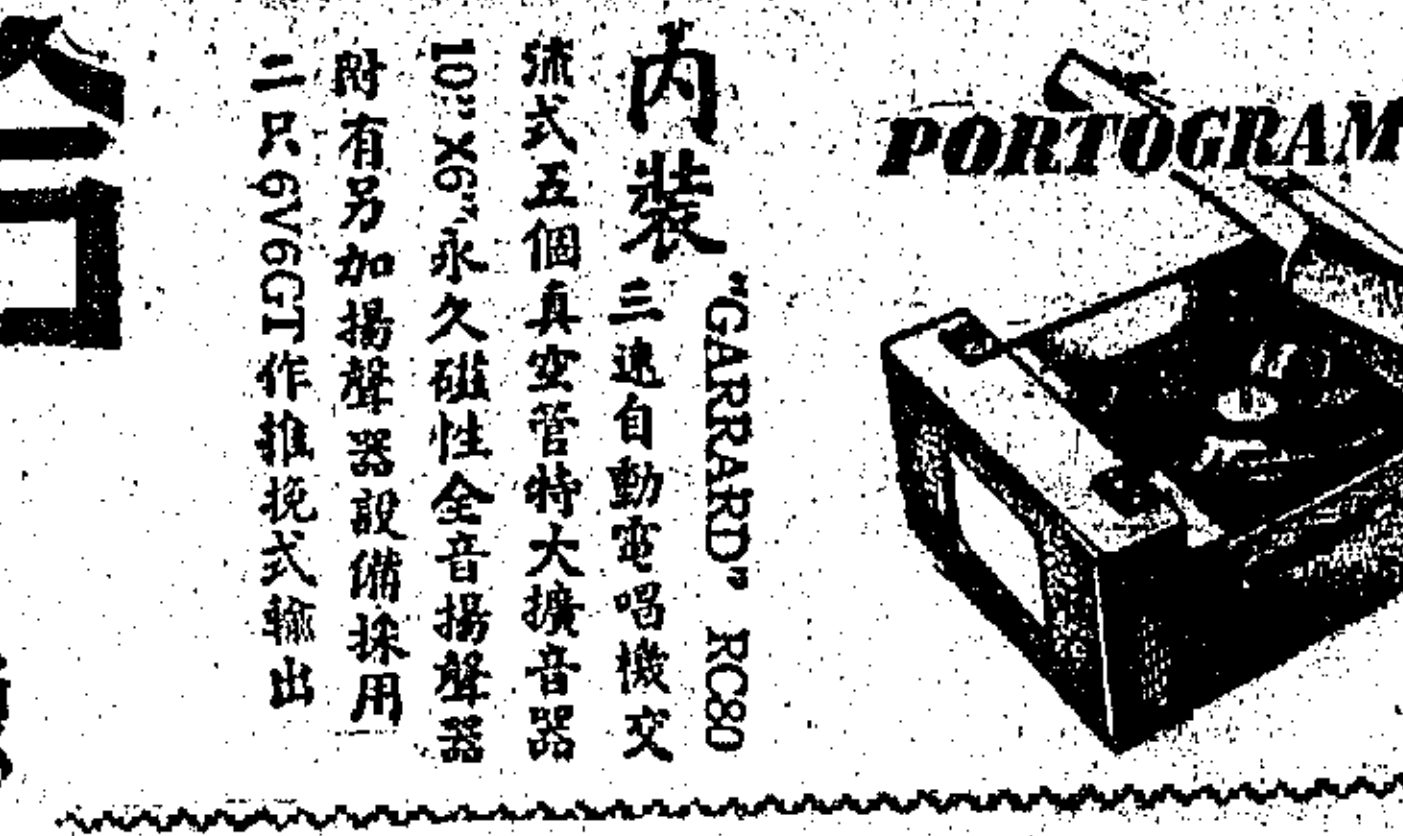 PORTOGRAM
內裝 "GARRARD" RC80
三速自動電唱機交
流式五個真空管特大擴音器
10"X6"永久磁性全音揚聲器
附有另加揚聲器設備採用
二只6V6GT作推挽式輸出